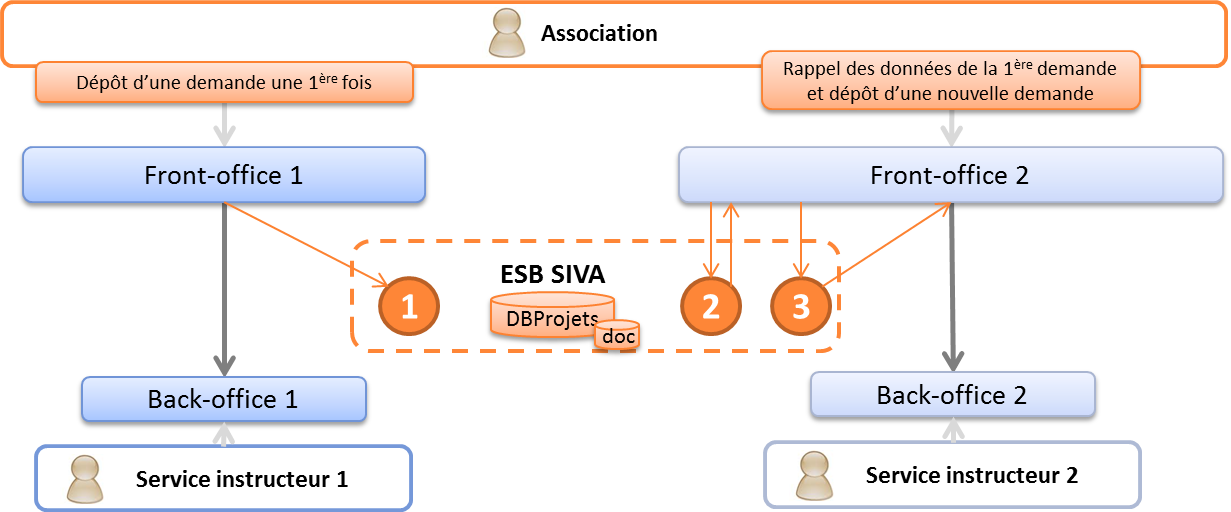 Association
Dépôt d’une demande une 1ère fois
Rappel des données de la 1ère demande
et dépôt d’une nouvelle demande
Front-office 1
Front-office 2
ESB SIVA
1
DBProjets
doc
2
3
Back-office 1
Back-office 2
Service instructeur 1
Service instructeur 2